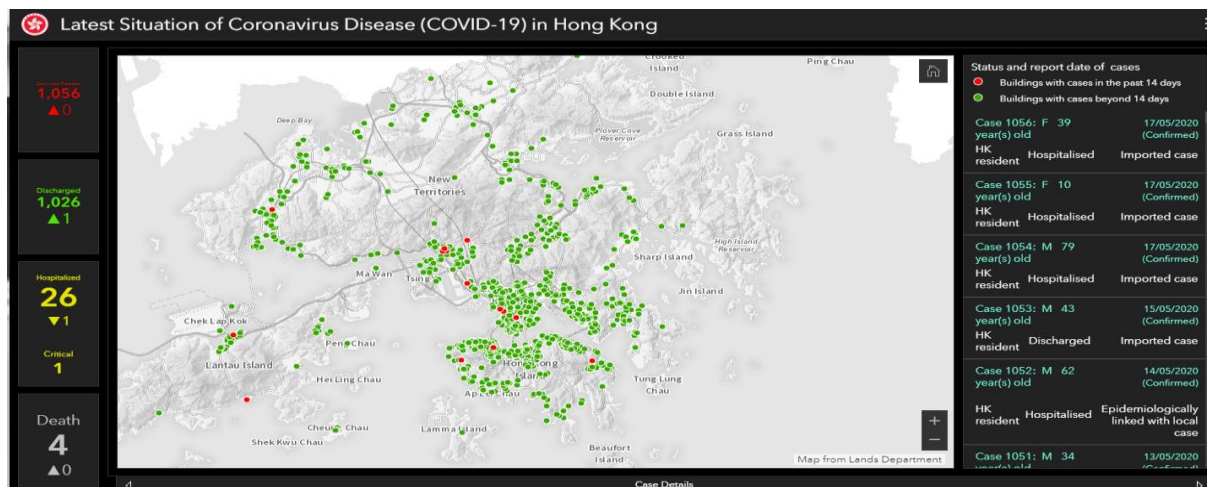 Latest Situation of Coronavirus Disease (COVID-19) in Hong Kong
1,056
▲0
Discharged
1,026
▲1
Hospitalized
26
▼1
Critical
1
Death
4
▲0
Crooked
Island
Ping Chau
Double Island
Deep Bay
Plover Cove
Reservoir
Grass Island
New
Territories
High Island
Reservoir
Sharp Island
Ma Wan
Tsing
Jin Island
Chek Lap Kok
Peng Chau
Lantau Island
Hei Ling Chau
Tung Lung
Chau
Cheung Chau
Lamma Island
Shek Kwu Chau
Beaufort
Island
Map from Lands Department
+
−
Status and report date of cases
Buildings with cases in the past 14 days
Buildings with cases beyond 14 days
Case 1056: F 39 17/05/2020
year(s) old (Confirmed)
HK
resident Hospitalised Imported case
Case 1055: F 10 17/05/2020
year(s) old (Confirmed)
HK
resident Hospitalised Imported case
Case 1054: M 79 17/05/2020
year(s) old (Confirmed)
HK
resident Hospitalised Imported case
Case 1053: M 43 15/05/2020
year(s) old (Confirmed)
HK
resident Discharged Imported case
Case 1052: M 62 14/05/2020
year(s) old (Confirmed)
HK Epidemiologically
resident Hospitalised linked with local
case
Case 1051: M 34 13/05/2020
Case Details